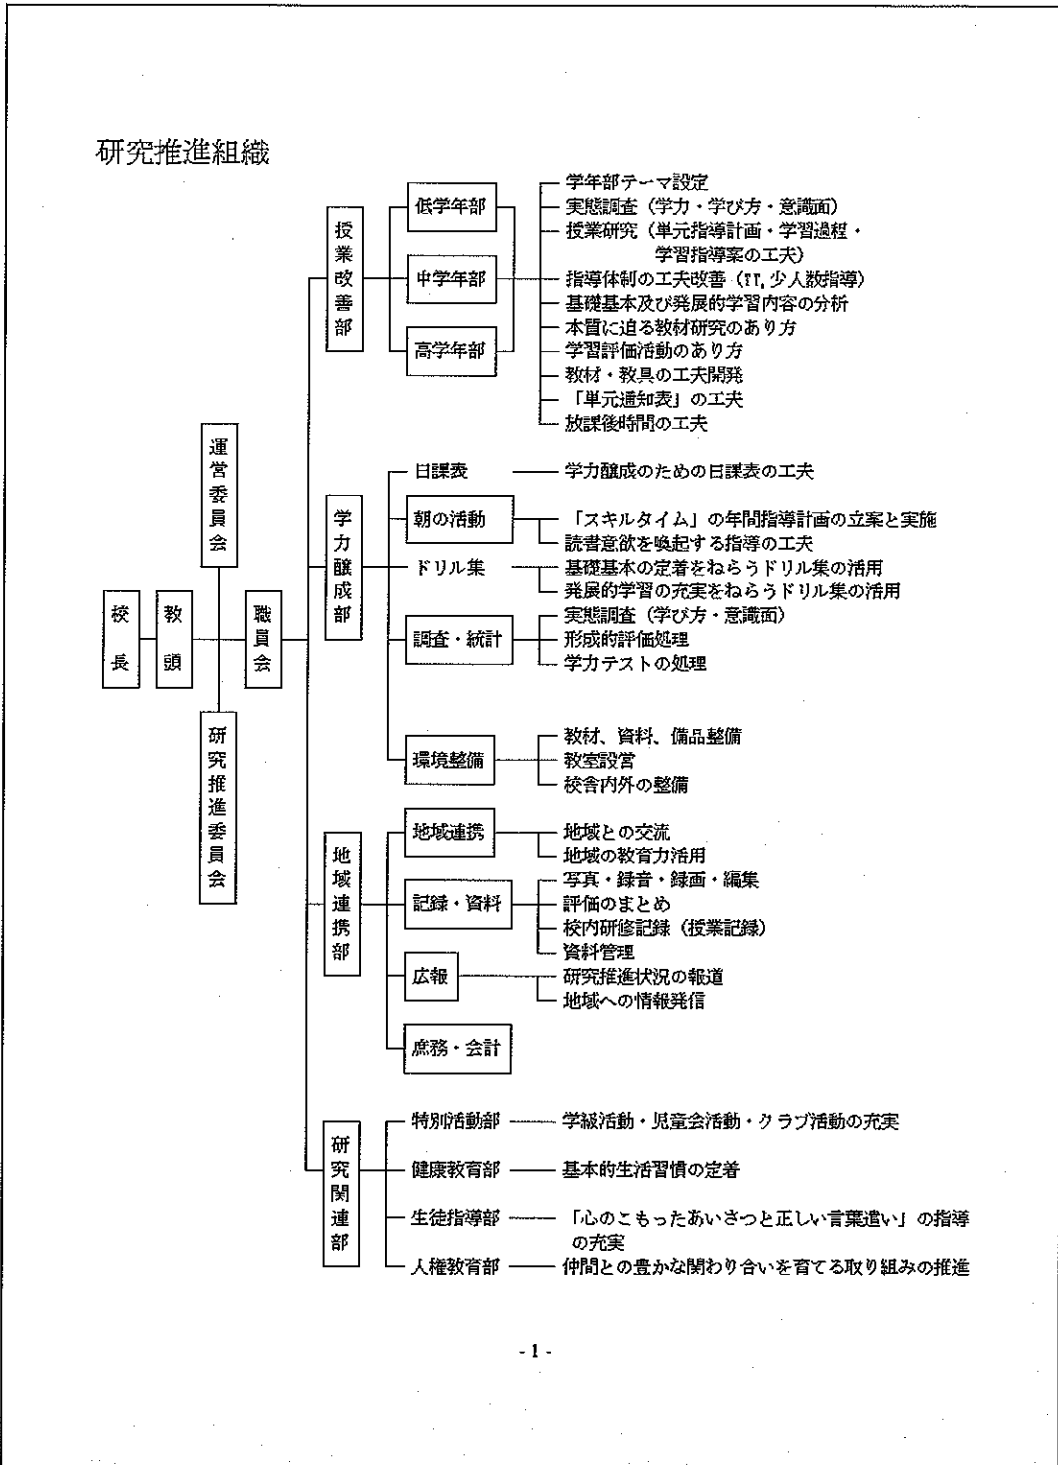 研究推進組織
校長
教頭
運営委員会
研究推進委員会
職員会
授業改善部
低学年部
中学年部
高学年部
学年部テーマ設定
実態調査（学力・学び方・意識面）
授業研究（単元指導計画・学習過程・
学習指導案の工夫）
指導体制の工夫改善（TT,少人数指導）
基礎基本及び発展的学習内容の分析
本質に迫る教材研究のあり方
学習評価活動のあり方
教材・教具の工夫開発
「単元通知表」の工夫
放課後時間の工夫
学力醸成部
日課表
学力醸成のための日課表の工夫
朝の活動
「スキルタイム」の年間指導計画の立案と実施
読書意欲を喚起する指導の工夫
ドリル集
基礎基本の定着をねらうドリル集の活用
発展的学習の充実をねらうドリル集の活用
調査・統計
実態調査（学び方・意識面）
形成的評価処理
学力テストの処理
環境整備
教材、資料、備品整備
教室設営
校舎内外の整備
地域連携部
地域連携
地域との交流
地域の教育力活用
記録・資料
写真・録音・録画・編集
評価のまとめ
校内研修記録（授業記録）
資料管理
広報
研究推進状況の報道
地域への情報発信
庶務・会計
研究関連部
特別活動部
学級活動・児童会活動・クラブ活動の充実
健康教育部
基本的生活習慣の定着
生徒指導部
「心のこもったあいさつと正しい言葉遣い」の指導
の充実
人権教育部
仲間との豊かな関わり合いを育てる取り組みの推進
- 1 -